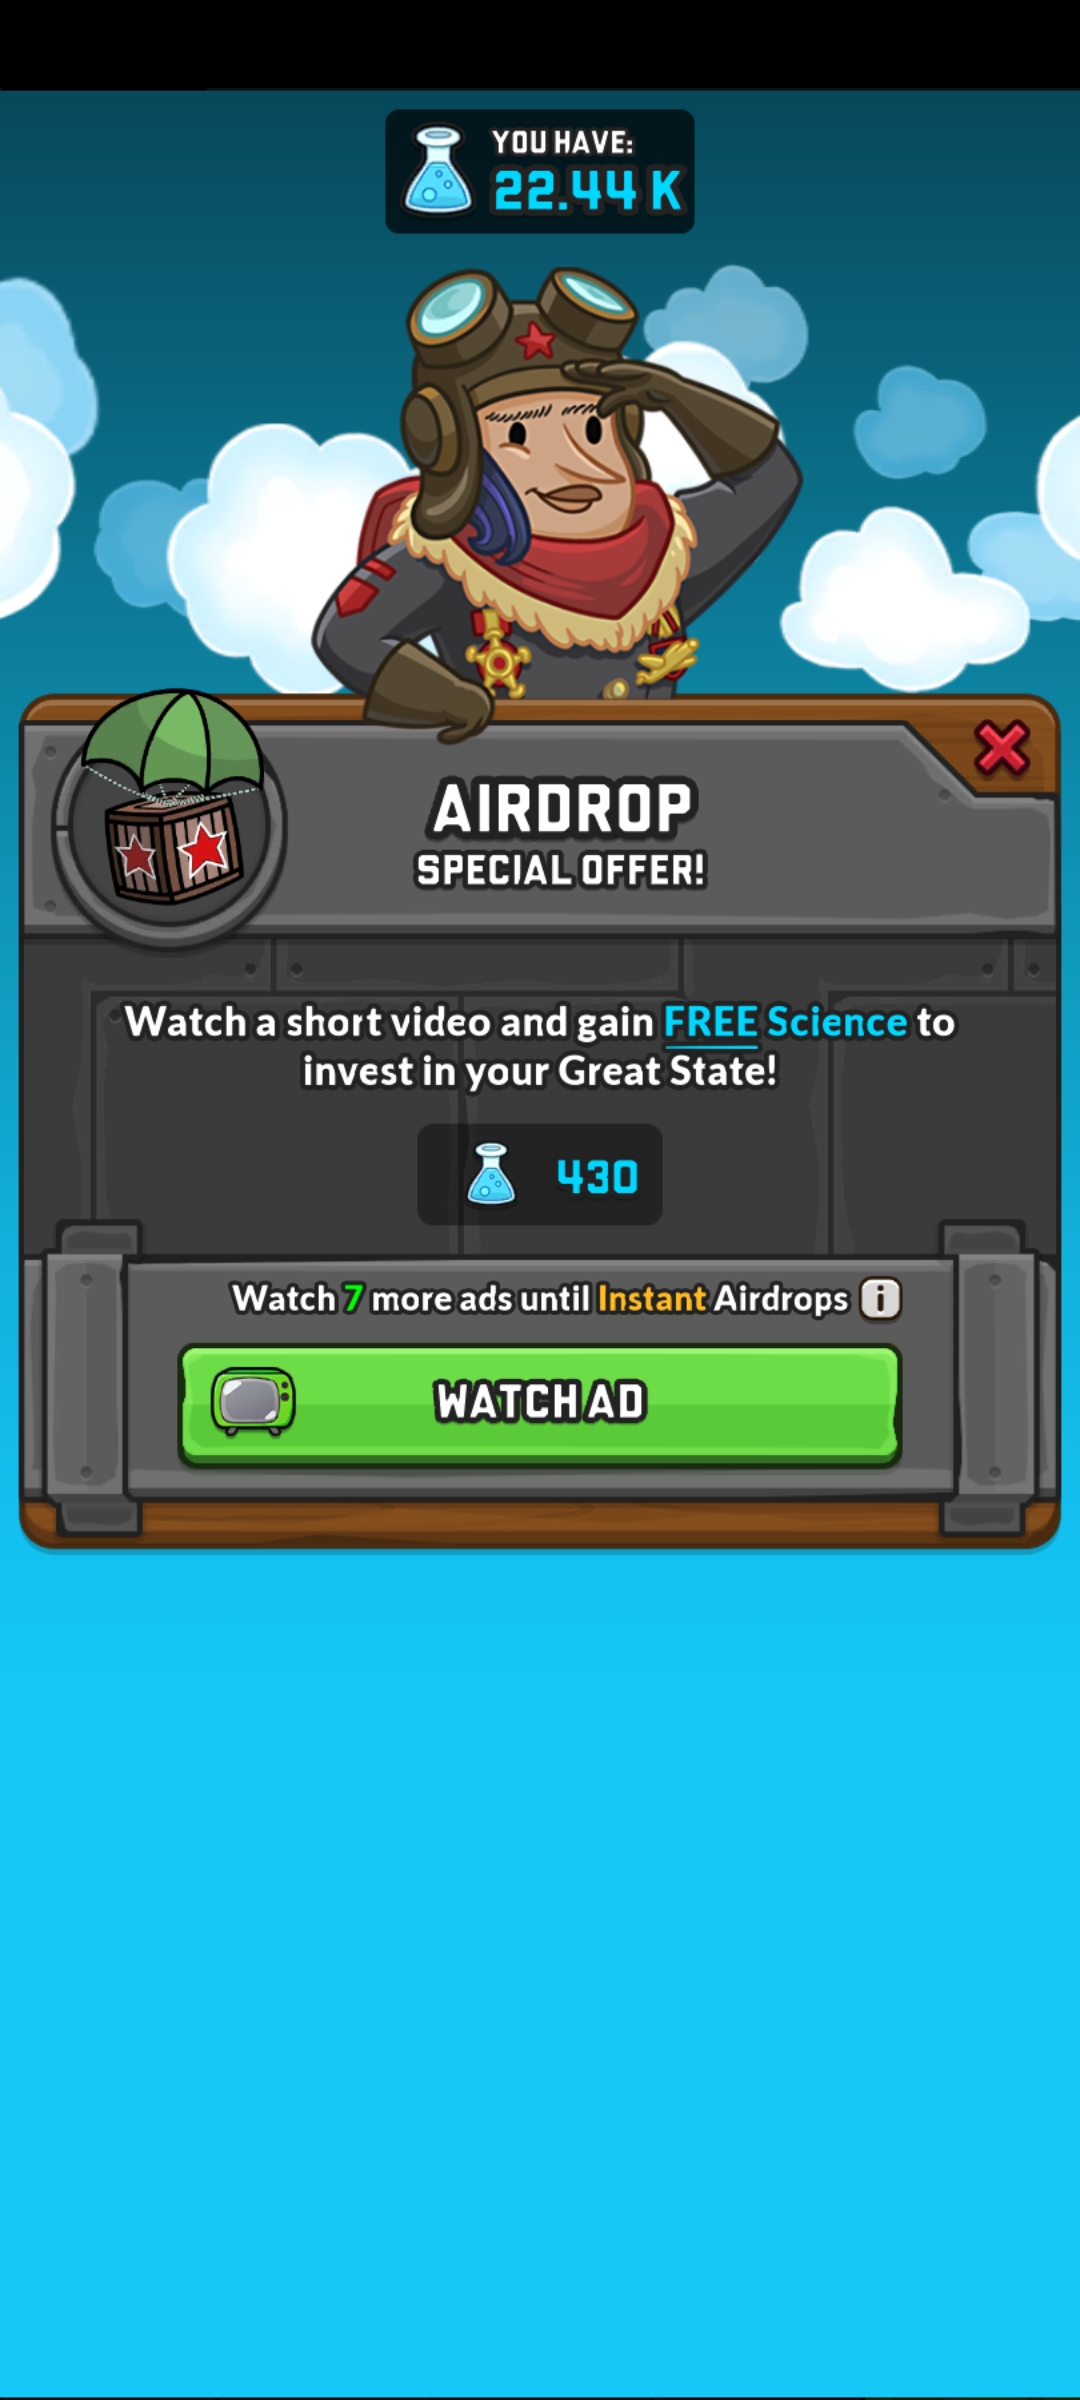 YOU HAVE:
22.44 K
AIRDROP
SPECIAL OFFER!
Watch a short video and gain FREE Science to
invest in your Great State!
430
Watch 7 more ads until Instant Airdrops i
WATCH AD